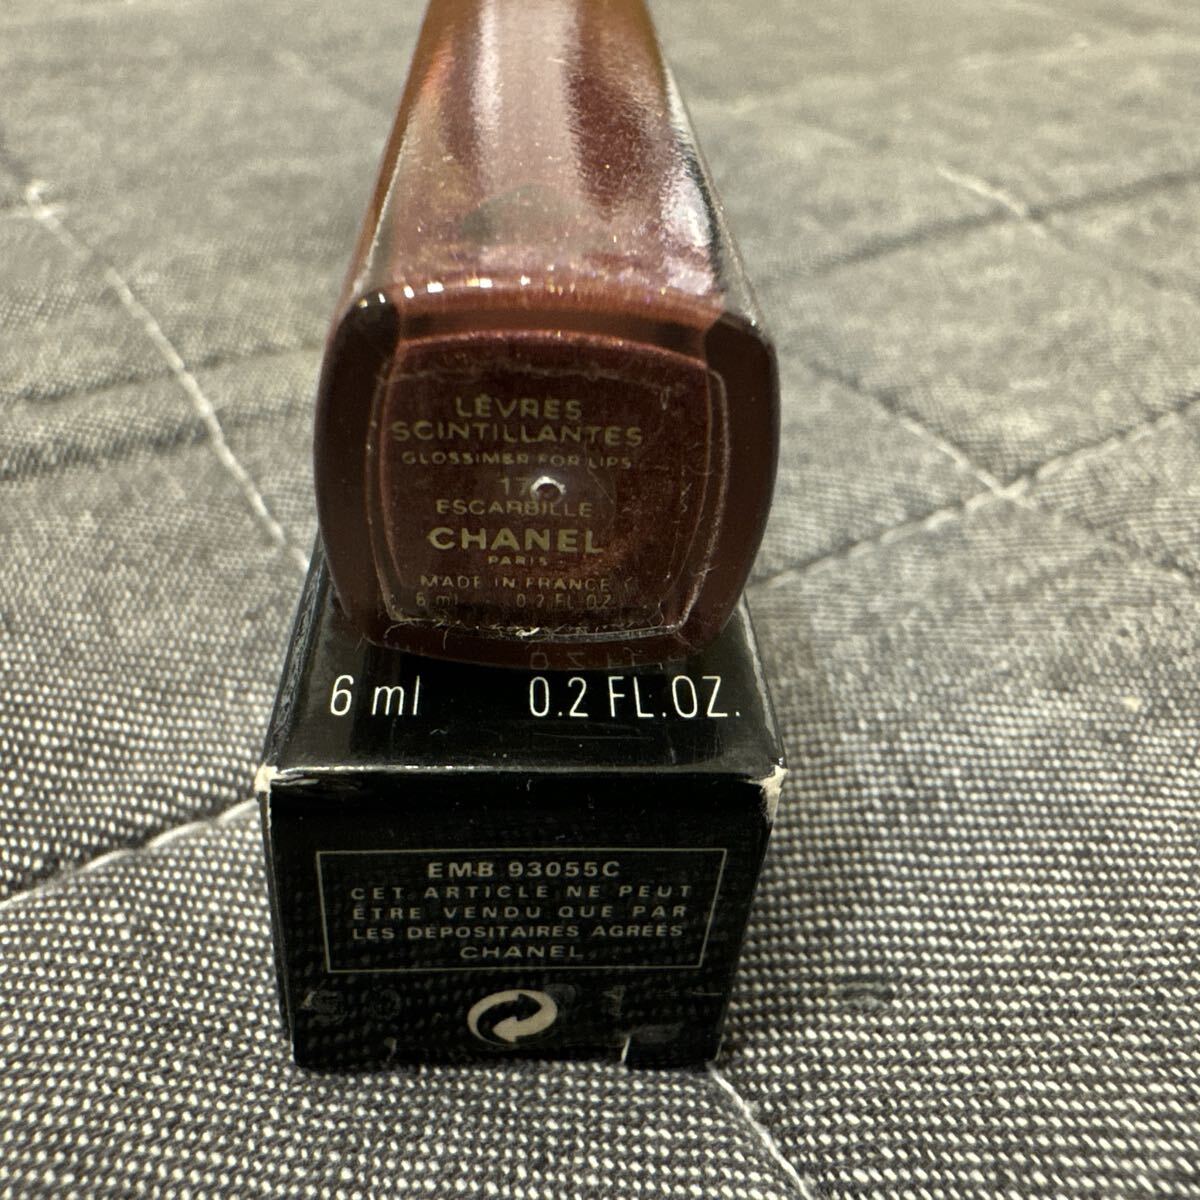 LÈVRES
SCINTILLANTES
GLOSSIMER FOR LIPS
ESCARBILLE
CHANEL
PARIS
MADE IN FRANCE
6 ml 0.2 FL.OZ.
6 ml 0.2 FL.OZ.
EMB 93055C
CET ARTICLE NE PEUT
ÊTRE VENDU QUE PAR
LES DÉPOSITAIRES AGRÉÉS
CHANEL